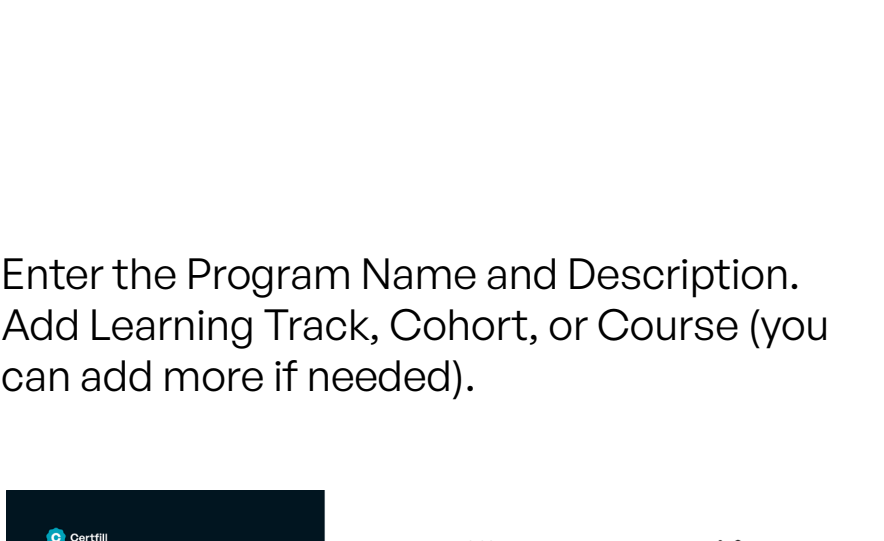 Enter the Program Name and Description.
Add Learning Track, Cohort, or Course (you
can add more if needed).
Certfill